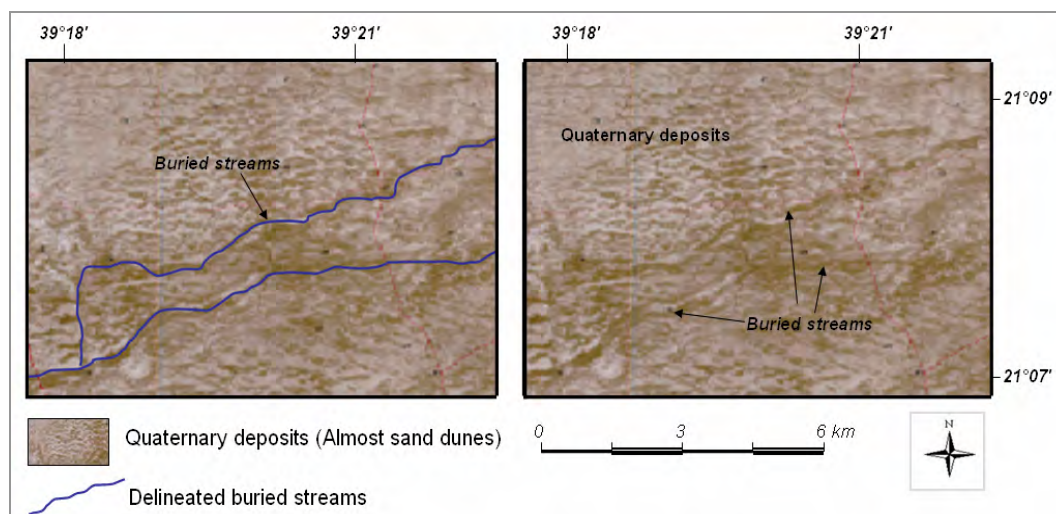 39°18'
39°21'
39°18'
39°21'
21°09'
Quaternary deposits
Buried streams
Buried streams
21°07'
Quaternary deposits (Almost sand dunes)
0 3 6 km
N
Delineated buried streams